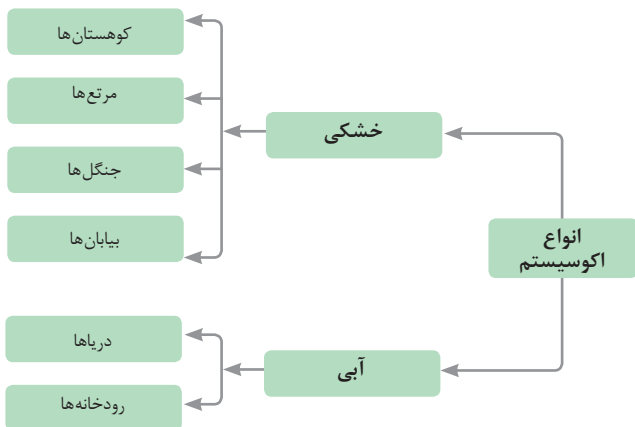 انواع
اکوسیستم
خشکی
کوهستان‌ها
مرتع‌ها
جنگل‌ها
بیابان‌ها
آبی
دریاها
رودخانه‌ها